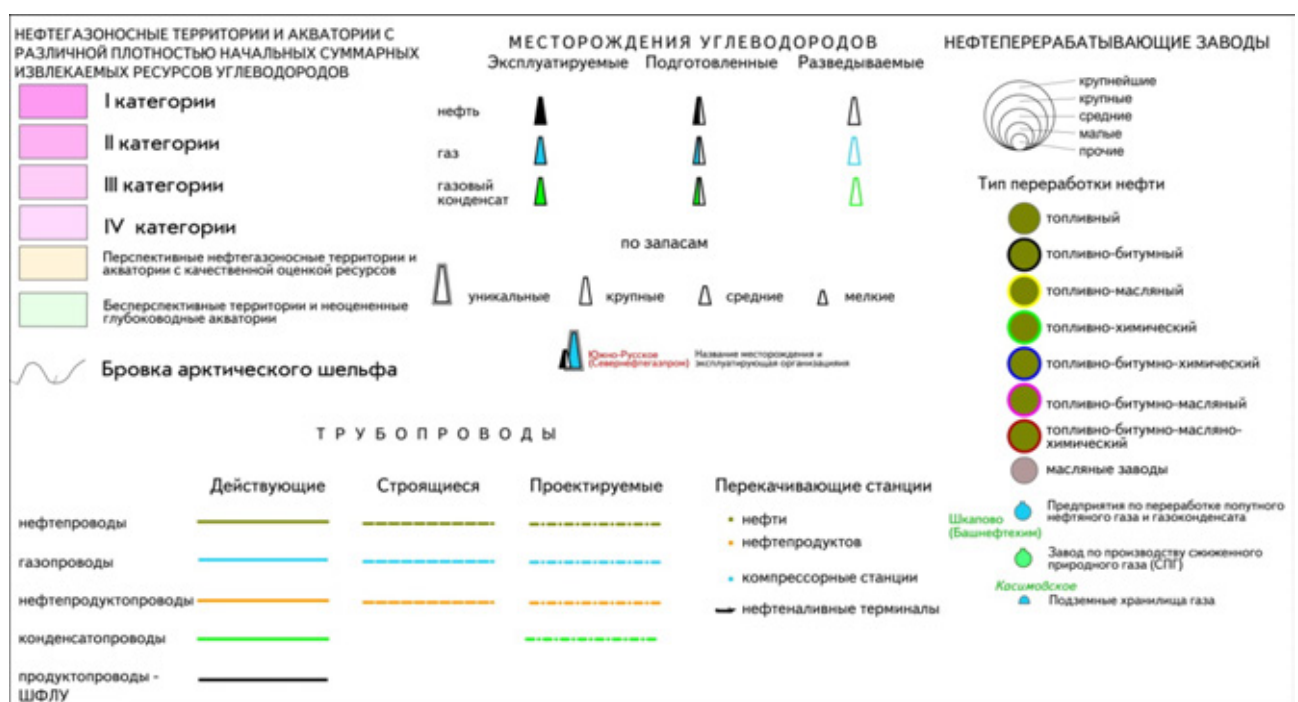 НЕФТЕГАЗОНОСНЫЕ ТЕРРИТОРИИ И АКВАТОРИИ С
РАЗЛИЧНОЙ ПЛОТНОСТЬЮ НАЧАЛЬНЫХ СУММАРНЫХ
ИЗВЛЕКАЕМЫХ РЕСУРСОВ УГЛЕВОДОРОДОВ
I категории
II категории
III категории
IV категории
Перспективные нефтегазоносные территории и
акватории с качественной оценкой ресурсов
Бесперспективные территории и неоцененные
глубоководные акватории
Бровка арктического шельфа
МЕСТОРОЖДЕНИЯ УГЛЕВОДОРОДОВ
Эксплуатируемые Подготовленные Разведываемые
нефть
газ
газовый
конденсат
по запасам
уникальные крупные средние мелкие
Южно-Русское
(Севернефтегазпром)
Название месторождения и
эксплуатирующая организацияия
НЕФТЕПЕРЕРАБАТЫВАЮЩИЕ ЗАВОДЫ
крупнейшие
крупные
средние
малые
прочие
Тип переработки нефти
топливный
топливно-битумный
топливно-масляный
топливно-химический
топливно-битумно-химический
топливно-битумно-масляный
топливно-битумно-масляно-
химический
масляные заводы
Шкапово
(Башнефтехим)
Предприятия по переработке попутного
нефтяного газа и газоконденсата
Завод по производству сжиженного
природного газа (СПГ)
Касимовское
Подземные хранилища газа
ТРУБОПРОВОДЫ
Действующие Строящиеся Проектируемые
нефтепроводы
газопроводы
нефтепродуктопроводы
конденсатопроводы
продуктопроводы -
ШФЛУ
Перекачивающие станции
нефти
нефтепродуктов
компрессорные станции
нефтеналивные терминалы